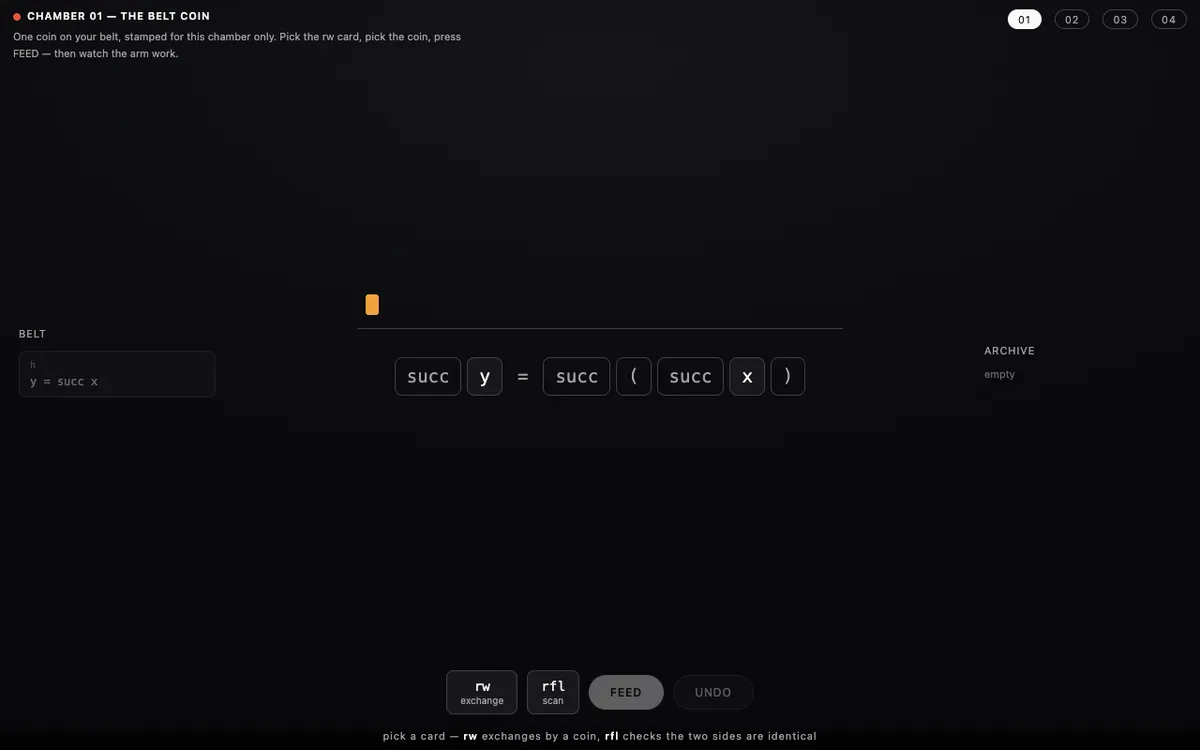 CHAMBER 01 — THE BELT COIN
One coin on your belt, stamped for this chamber only. Pick the rw card, pick the coin, press
FEED — then watch the arm work.
01 02 03 04
BELT
h
y = succ x
succ y = succ ( succ x )
ARCHIVE
empty
rw
exchange
rfl
scan
FEED
UNDO
pick a card — rw exchanges by a coin, rfl checks the two sides are identical